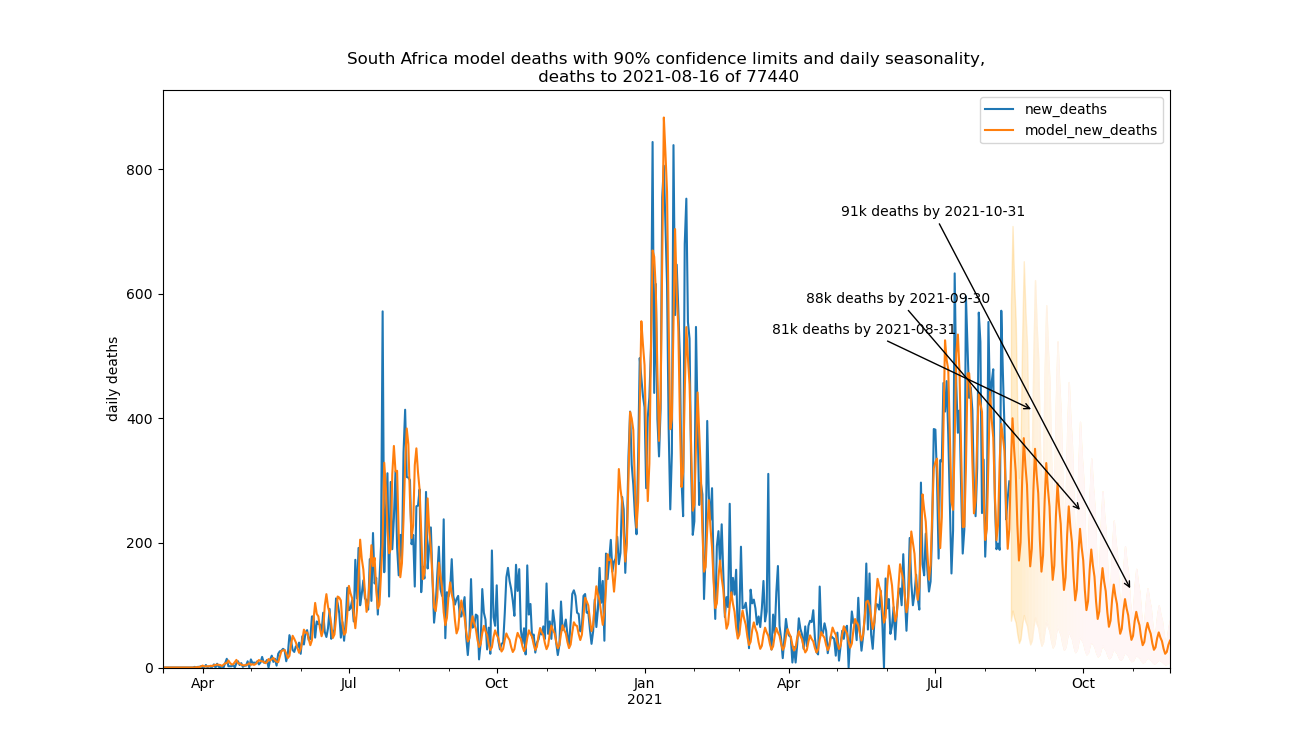 South Africa model deaths with 90% confidence limits and daily seasonality,
deaths to 2021-08-16 of 77440
new_deaths
model_new_deaths
800
600
400
200
0
daily deaths
91k deaths by 2021-10-31
88k deaths by 2021-09-30
81k deaths by 2021-08-31
Apr
Jul
Oct
Jan
2021
Apr
Jul
Oct